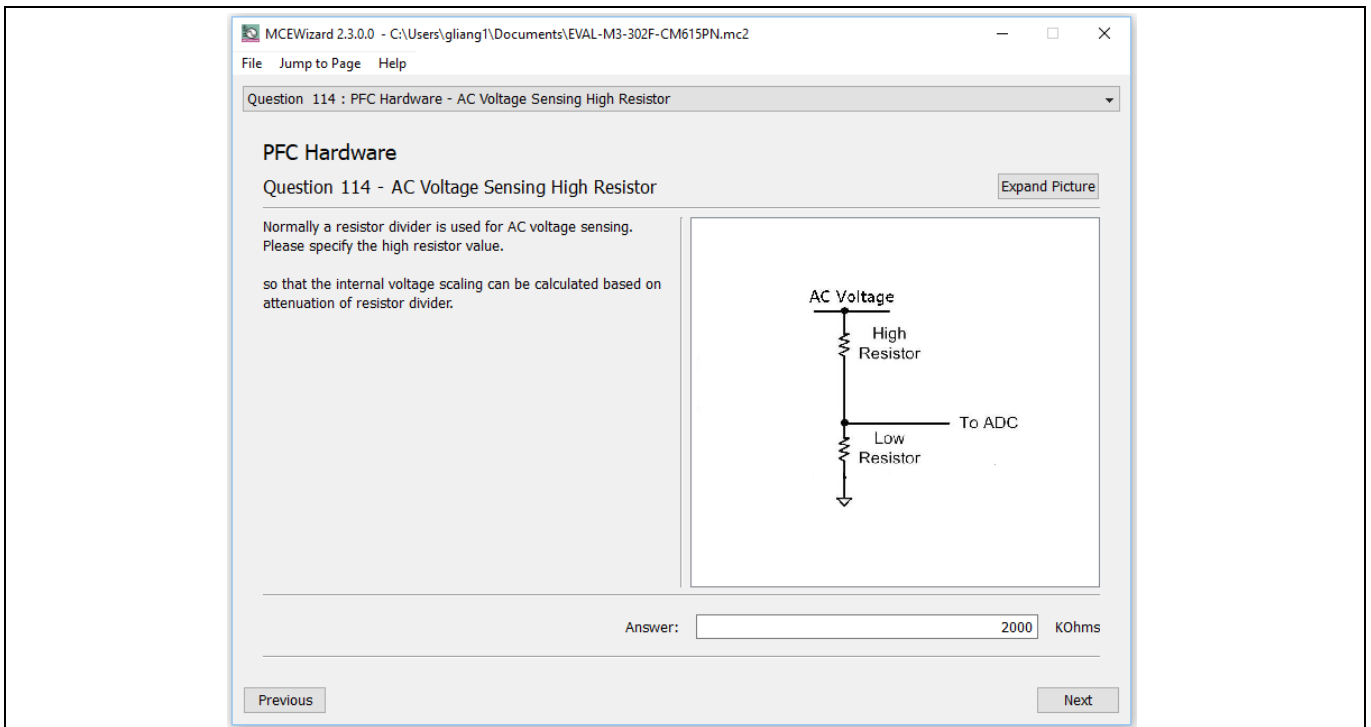 MCEWizard 2.3.0.0 - C:\Users\gliang1\Documents\EVAL-M3-302F-CM615PN.mc2
File Jump to Page Help
Question 114 : PFC Hardware - AC Voltage Sensing High Resistor
PFC Hardware
Question 114 - AC Voltage Sensing High Resistor
Expand Picture
Normally a resistor divider is used for AC voltage sensing.
Please specify the high resistor value.
so that the internal voltage scaling can be calculated based on
attenuation of resistor divider.
AC Voltage
High
Resistor
To ADC
Low
Resistor
Answer: 2000 KOhms
Previous Next